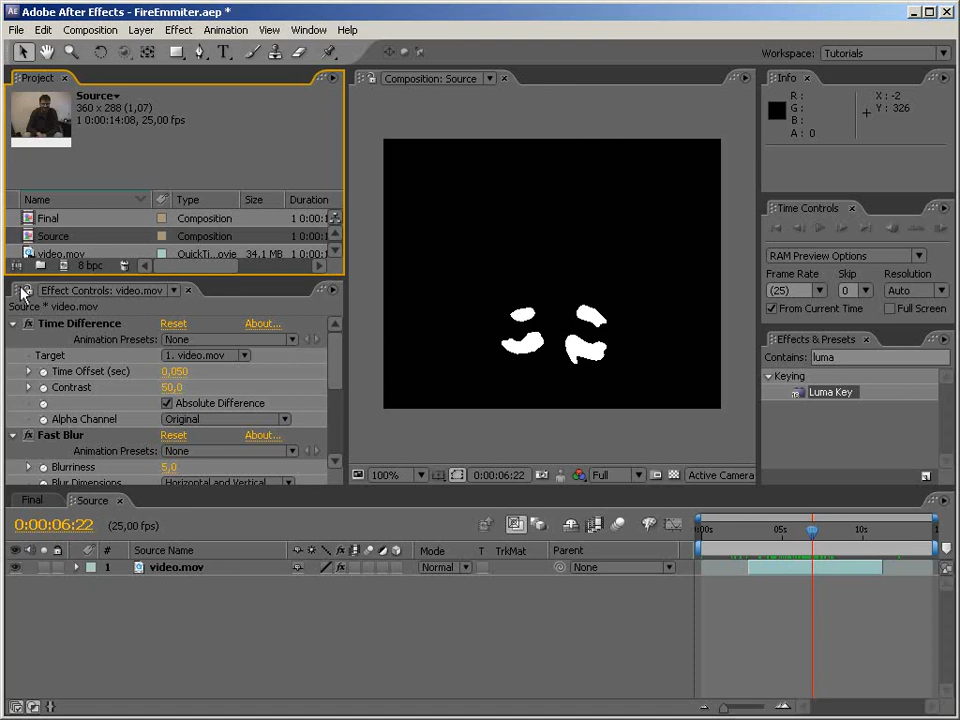 Adobe After Effects - FireEmmiter.aep *
File Edit Composition Layer Effect Animation View Window Help
Workspace: Tutorials
Project
Source
360 x 288 (1,07)
1 0:00:14:08, 25,00 fps
Name Type Size Duration
Final Composition 1 0:00:1
Source Composition 1 0:00:1
video.mov QuickTi...ovie 34,1 MB 1 0:00:1
8 bpc
Composition: Source
100% 0:00:06:22 Full Active Camera
Info
R :
G :
B :
A : 0
X : -2
Y : 326
Time Controls
RAM Preview Options
Frame Rate Skip Resolution
(25) 0 Auto
From Current Time Full Screen
Effects & Presets
Contains: luma
Keying
Luma Key
Effect Controls: video.mov
Source * video.mov
Time Difference Reset About...
Animation Presets: None
Target 1. video.mov
Time Offset (sec) 0,050
Contrast 50,0
Absolute Difference
Alpha Channel Original
Fast Blur Reset About...
Animation Presets: None
Blurriness 5,0
Blur Dimensions Horizontal and Vertical
Final Source
0:00:06:22 (25,00 fps)
:00s 05s 10s 1
# Source Name Mode T TrkMat Parent
1 video.mov Normal None